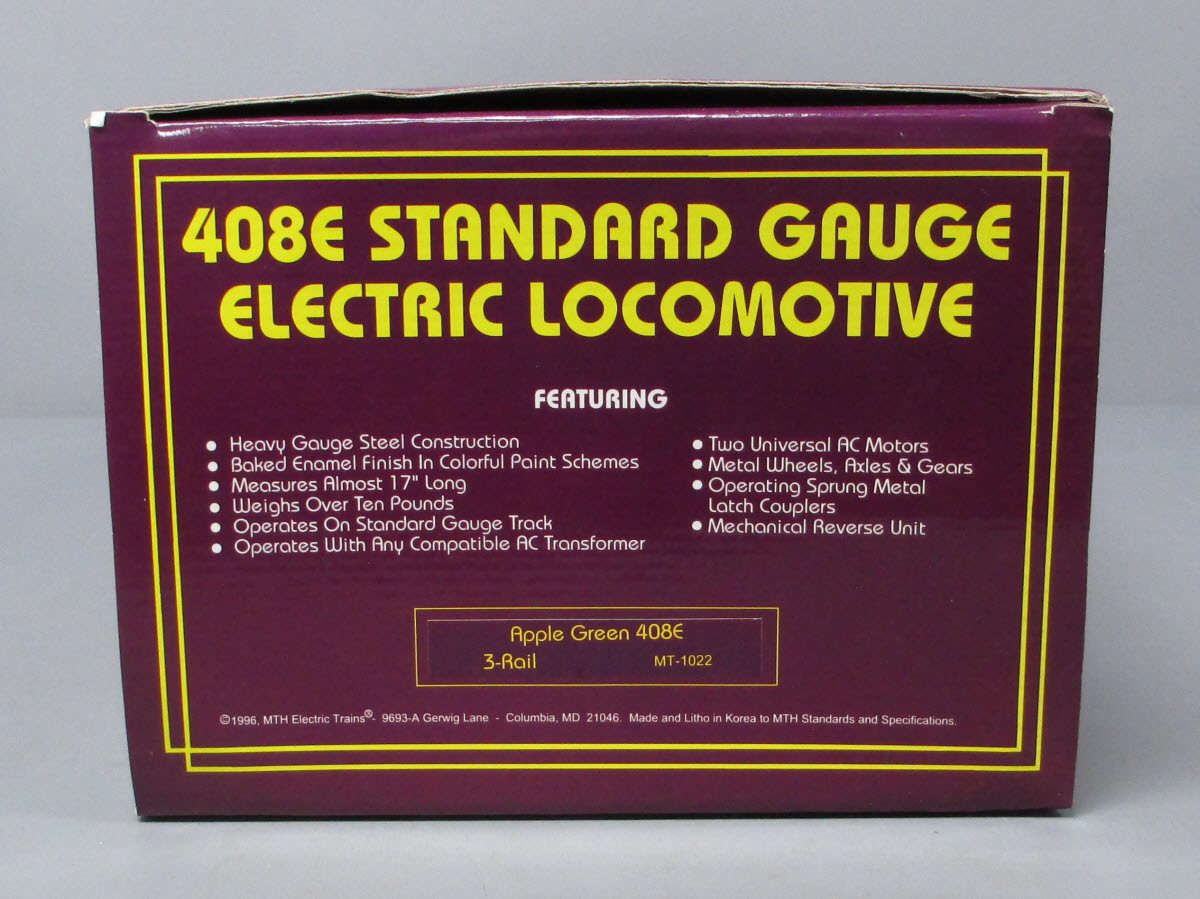 408E STANDARD GAUGE
ELECTRIC LOCOMOTIVE
FEATURING
• Heavy Gauge Steel Construction
• Baked Enamel Finish In Colorful Paint Schemes
• Measures Almost 17" Long
• Weighs Over Ten Pounds
• Operates On Standard Gauge Track
• Operates With Any Compatible AC Transformer
• Two Universal AC Motors
• Metal Wheels, Axles & Gears
• Operating Sprung Metal
Latch Couplers
• Mechanical Reverse Unit
Apple Green 408E
3-Rail MT-1022
©1996, MTH Electric Trains®- 9693-A Gerwig Lane - Columbia, MD 21046. Made and Litho in Korea to MTH Standards and Specifications.